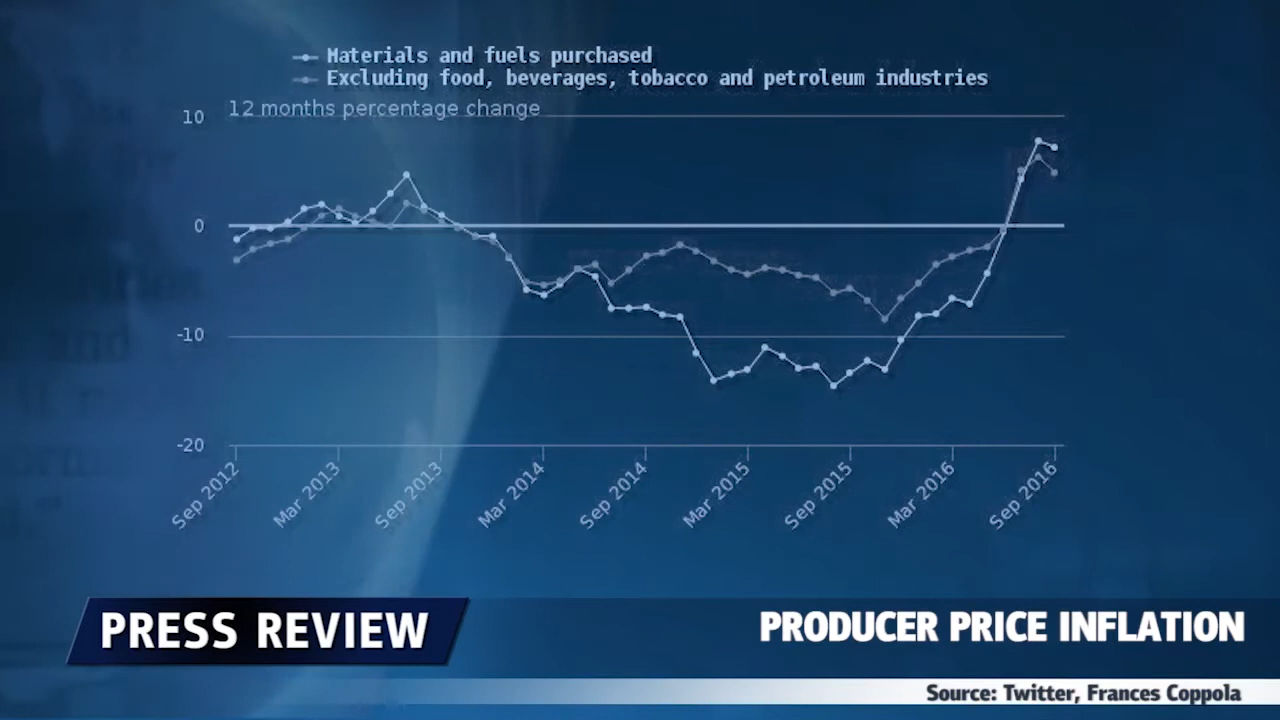 Materials and fuels purchased
Excluding food, beverages, tobacco and petroleum industries
12 months percentage change
10
0
-10
-20
Sep 2012
Mar 2013
Sep 2013
Mar 2014
Sep 2014
Mar 2015
Sep 2015
Mar 2016
Sep 2016
PRESS REVIEW
PRODUCER PRICE INFLATION
Source: Twitter, Frances Coppola